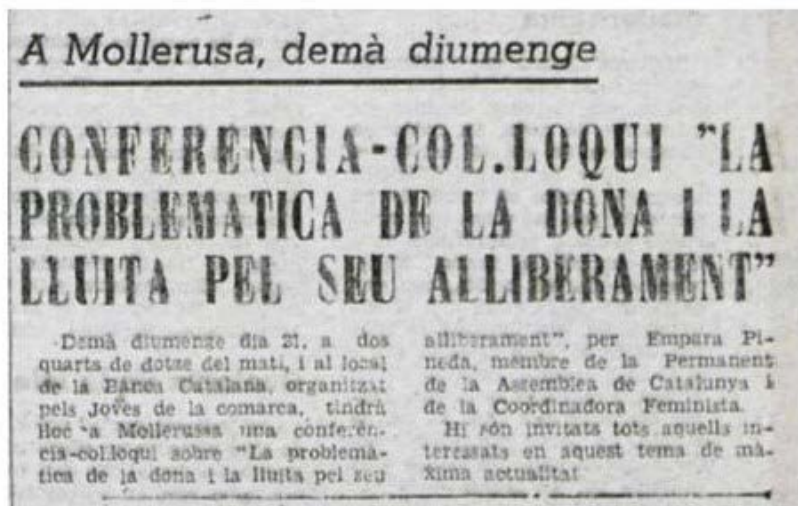 A Mollerusa, demà diumenge
CONFERENCIA-COL.LOQUI "LA
PROBLEMATICA DE LA DONA I LA
LLUITA PEL SEU ALLIBERAMENT"
Demà diumenge dia 21, a dos
quarts de dotze del matí, i al local
de la Banca Catalana, organitzat
pels Joves de la comarca, tindrà
lloc a Mollerussa una conferèn-
cia-col.loqui sobre "La problemà-
tica de la dona i la lluita pel seu
alliberament", per Empara Pi-
neda, membre de la Permanent
de la Assemblea de Catalunya i
de la Coordinadora Feminista.
Hi són invitats tots aquells in-
teressats en aquest tema de mà-
xima actualitat